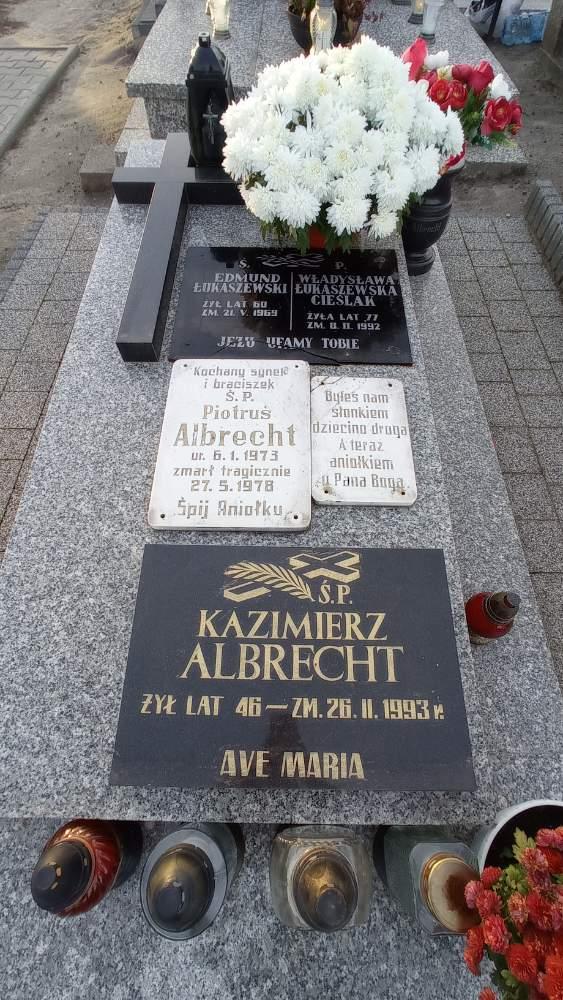 Ś. P.
EDMUND
ŁUKASZEWSKI
ŻYŁ LAT 60
ZM. 21. V. 1969
WŁADYSŁAWA
ŁUKASZEWSKA
CIEŚLAK
ŻYŁA LAT 77
ZM. 8. II. 1992
JEZU UFAMY TOBIE
Kochany synek
i braciszek
Ś. P.
Piotruś
Albrecht
ur. 6.1.1973
zmarł tragicznie
27.5.1978
Śpij Aniołku
Byłeś nam
słonkiem
dziecino droga
A teraz
aniołkiem
u Pana Boga
Ś.P.
KAZIMIERZ
ALBRECHT
ŻYŁ LAT 46 — ZM. 26. II. 1993 r.
AVE MARIA
Albrecht